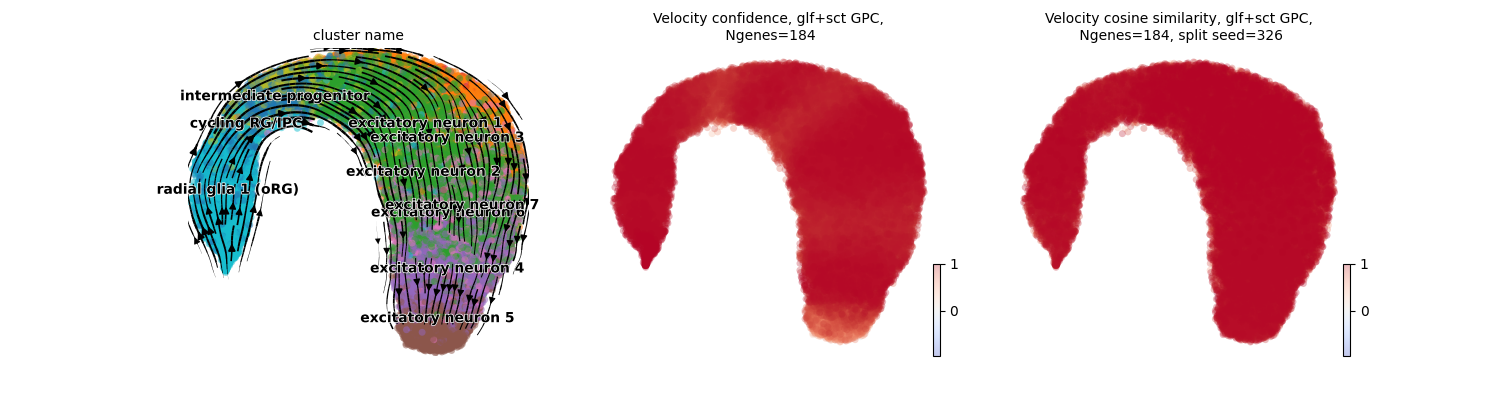 cluster name
intermediate progenitor
cycling RG/IPC
excitatory neuron 1
excitatory neuron 3
excitatory neuron 2
radial glia 1 (oRG)
excitatory neuron 7
excitatory neuron 6
excitatory neuron 4
excitatory neuron 5
Velocity confidence, glf+sct GPC,
Ngenes=184
1
0
Velocity cosine similarity, glf+sct GPC,
Ngenes=184, split seed=326
1
0